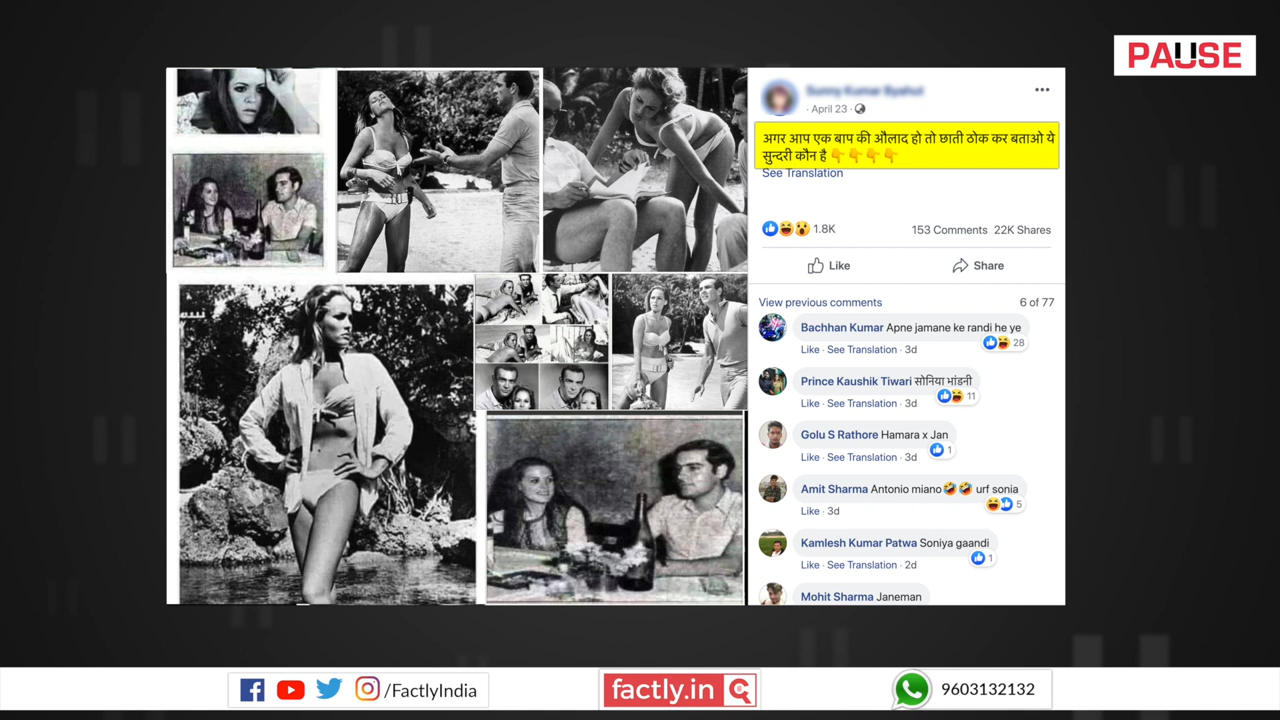 PAUSE
April 23
अगर आप एक बाप की औलाद हो तो छाती ठोक कर बताओ ये
सुन्दरी कौन है 👇👇👇👇
See Translation
1.8K
153 Comments 22K Shares
Like
Share
View previous comments
6 of 77
Bachhan Kumar Apne jamane ke randi he ye
28
Like · See Translation · 3d
Prince Kaushik Tiwari सोनिया भांडनी
11
Like · See Translation · 3d
Golu S Rathore Hamara x Jan
1
Like · See Translation · 3d
Amit Sharma Antonio miano🤣🤣 urf sonia
5
Like · 3d
Kamlesh Kumar Patwa Soniya gaandi
1
Like · See Translation · 2d
Mohit Sharma Janeman
/FactlyIndia
factly.in
9603132132